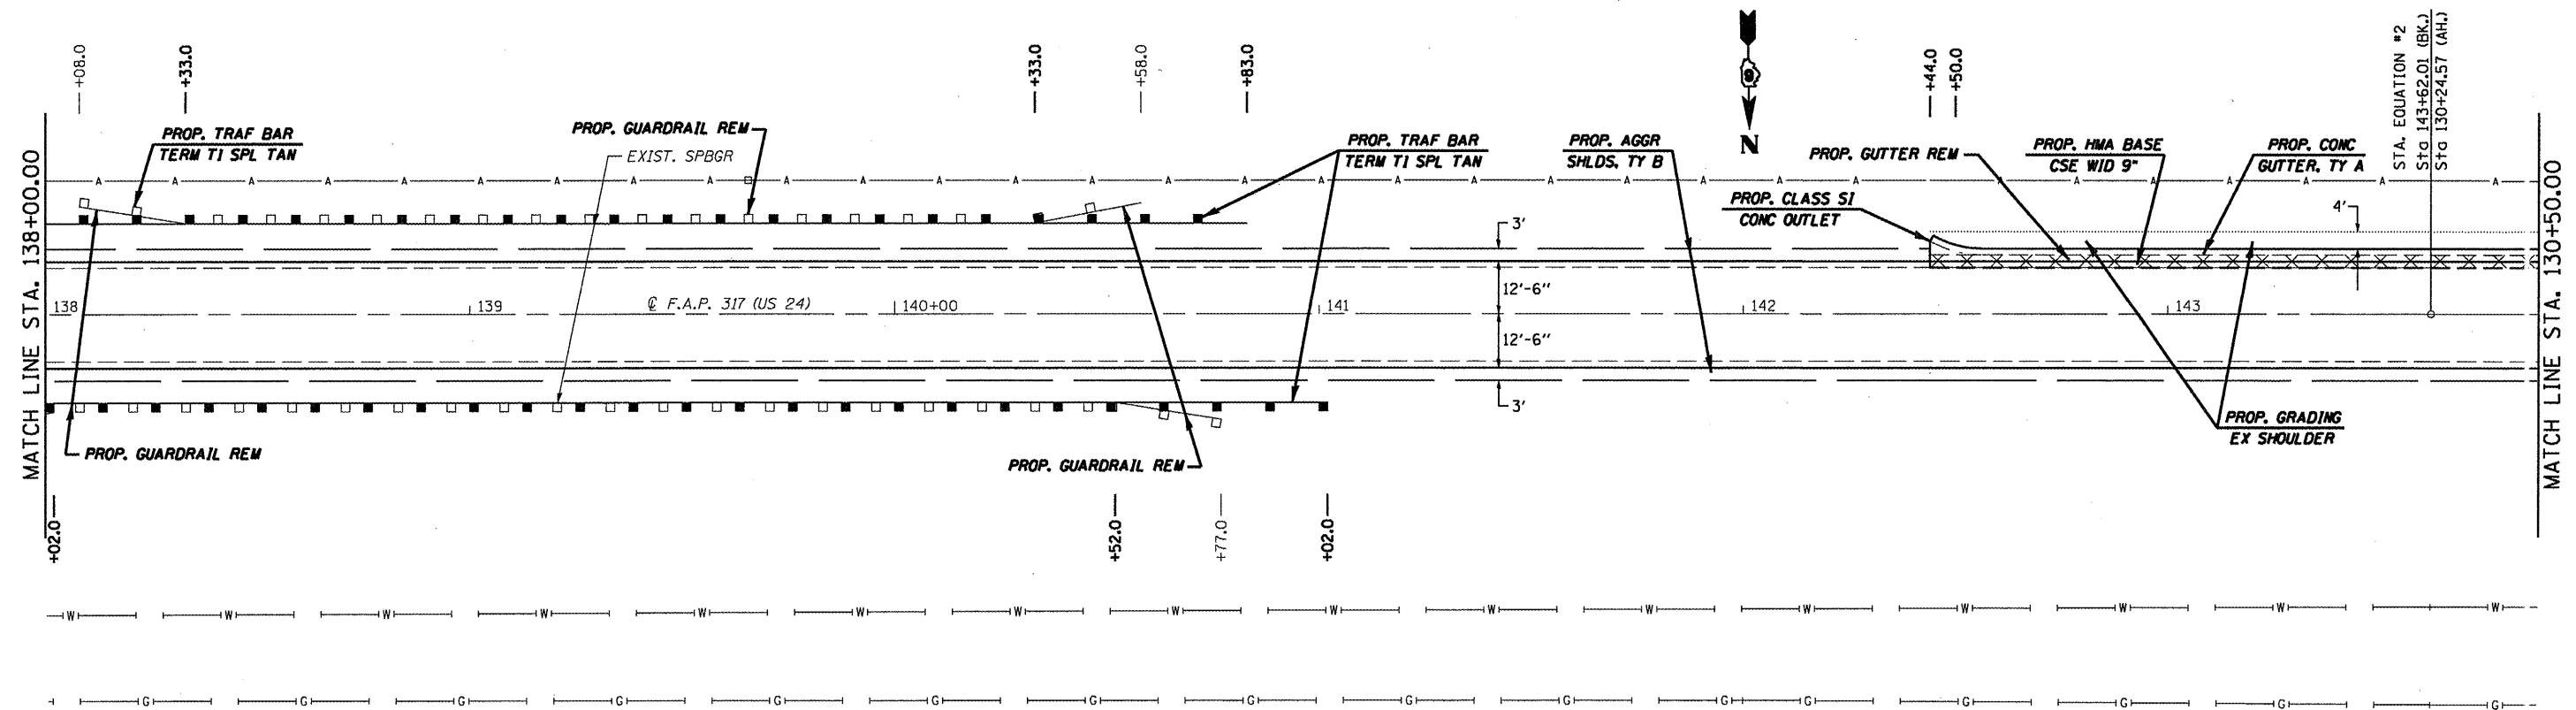 +08.0
+33.0
+33.0
+58.0
+83.0
+44.0
+50.0
STA. EQUATION #2
Sta 143+62.01 (BK.)
Sta 130+24.57 (AH.)
9
N
PROP. TRAF BAR
TERM T1 SPL TAN
PROP. GUARDRAIL REM
EXIST. SPBGR
PROP. TRAF BAR
TERM T1 SPL TAN
PROP. AGGR
SHLDS, TY B
PROP. GUTTER REM
PROP. HMA BASE
CSE WID 9"
PROP. CONC
GUTTER, TY A
A A A A A A A A A A A A A A A A A A A A A A A A A A A A A A A A
PROP. CLASS SI
CONC OUTLET
4'
3'
MATCH LINE STA. 138+00.00
12'-6"
138
139
℄ F.A.P. 317 (US 24)
140+00
141
142
143
12'-6"
3'
MATCH LINE STA. 130+50.00
PROP. GRADING
EX SHOULDER
PROP. GUARDRAIL REM
PROP. GUARDRAIL REM
+02.0
+52.0
+77.0
+02.0
W W W W W W W W W W W W W W W W
G G G G G G G G G G G G G G G G